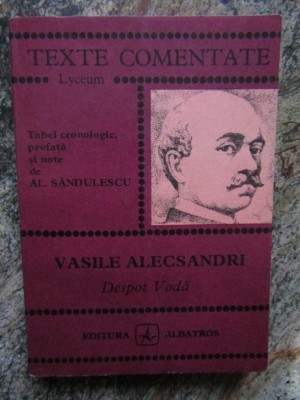 TEXTE COMENTATE
Lyceum
Tabel cronologic,
prefață
și note
de
AL. SĂNDULESCU
VASILE ALECSANDRI
Despot Vodă
EDITURA ALBATROS